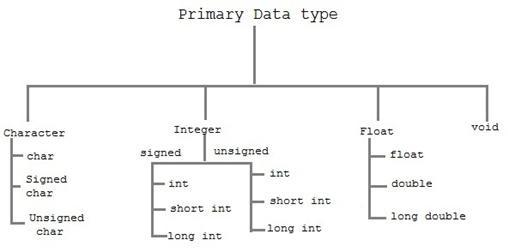 Primary Data type
Character
Integer
Float
void
char
Signed
char
Unsigned
char
signed
unsigned
int
short int
long int
int
short int
long int
float
double
long double